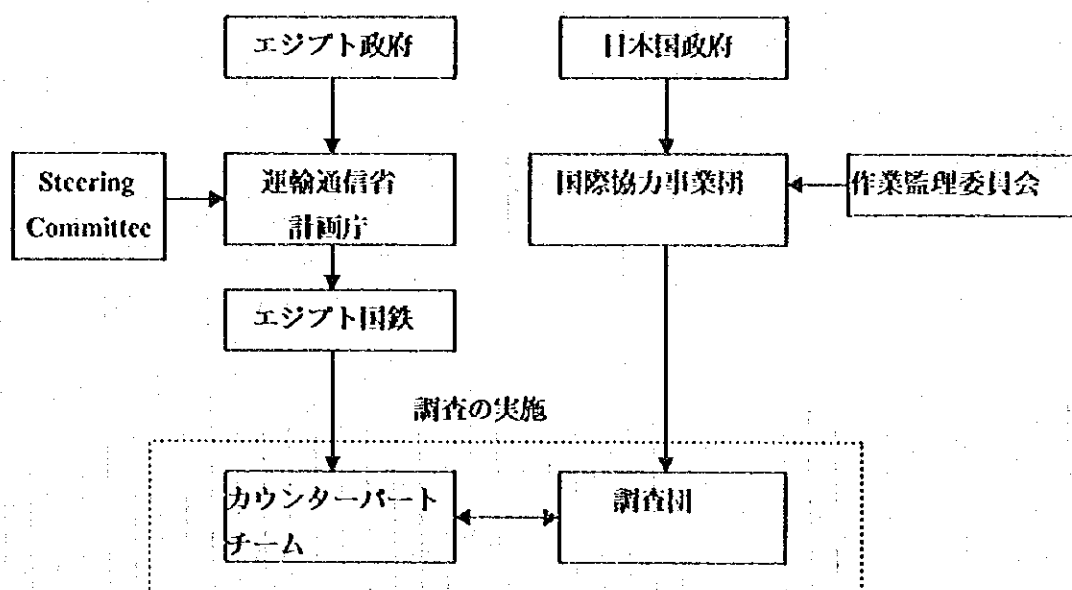 エジプト政府
日本国政府
Steering
Committee
運輸通信省
計画庁
国際協力事業団
作業監理委員会
エジプト国鉄
調査の実施
カウンターパート
チーム
調査団